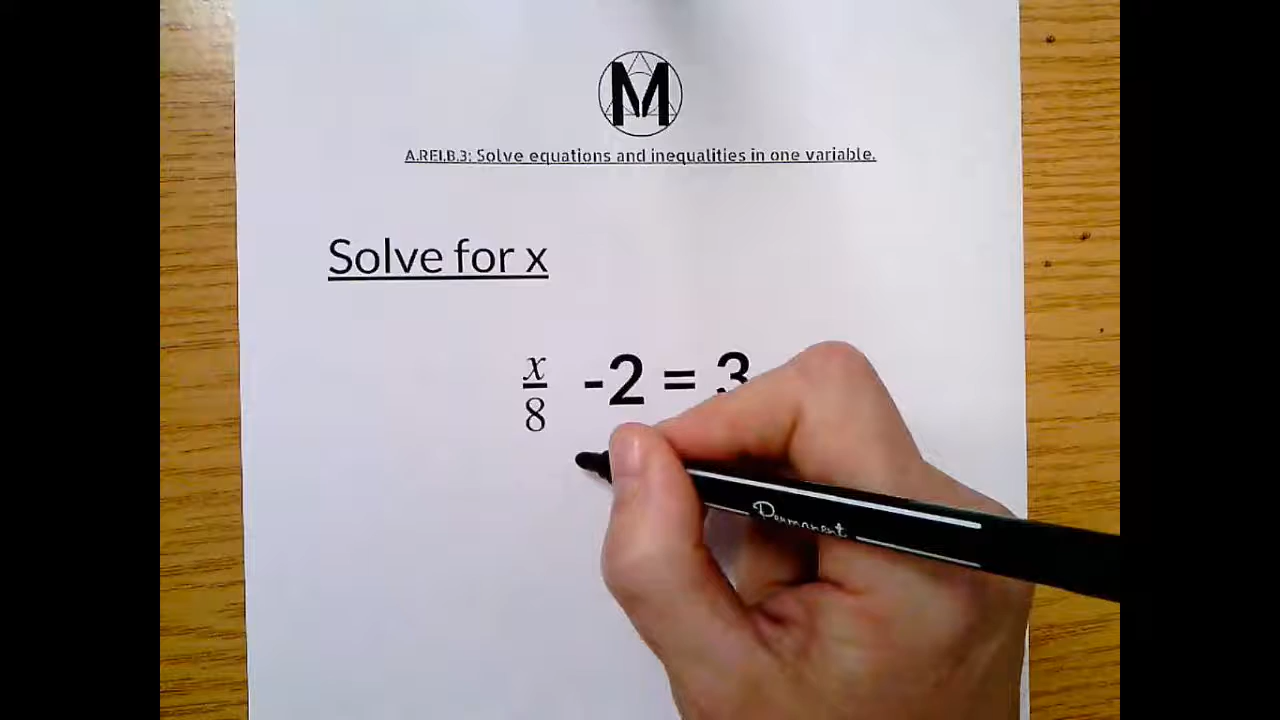 M
A.REI.B.3: Solve equations and inequalities in one variable.
Solve for x
x/8 -2 = 3
Permanent